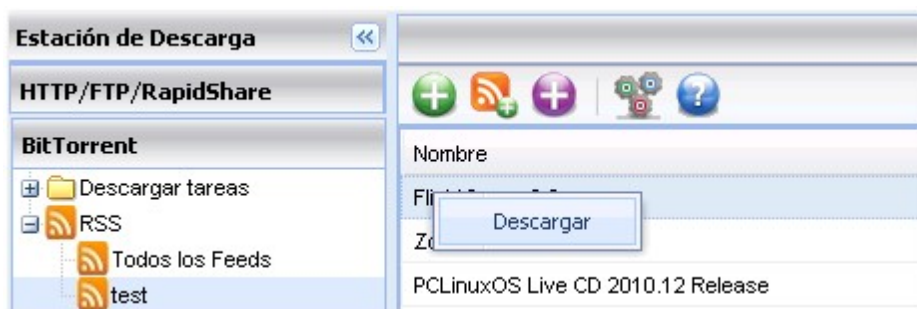 Estación de Descarga
HTTP/FTP/RapidShare
BitTorrent
Descargar tareas
RSS
Todos los Feeds
test
Nombre
Descargar
PCLinuxOS Live CD 2010.12 Release